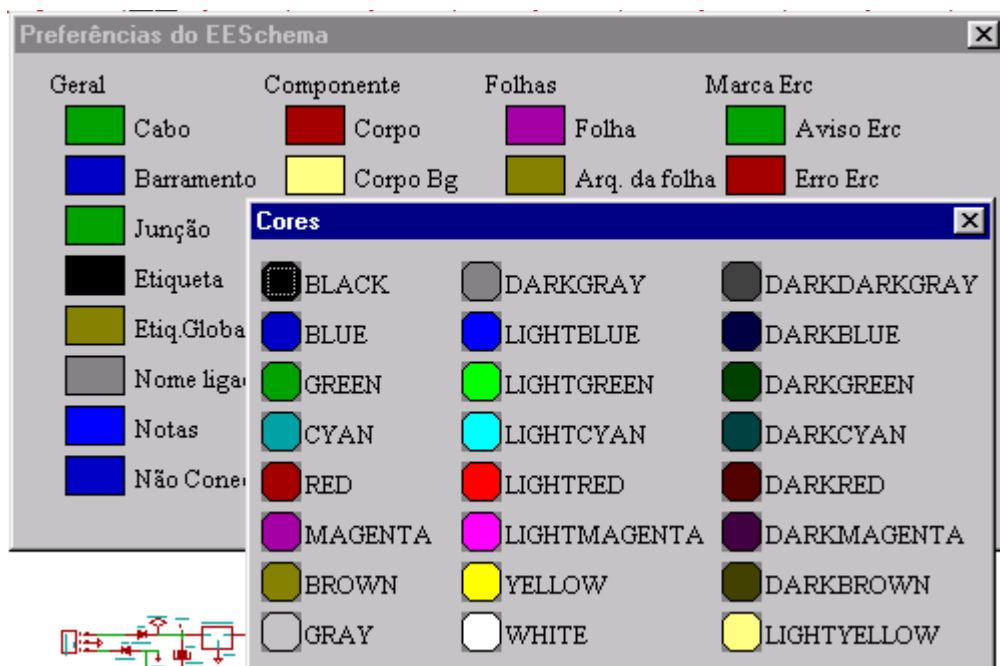 Preferências do EESchema
Geral Componente Folhas Marca Erc
Cabo Corpo Folha Aviso Erc
Barramento Corpo Bg Arq. da folha Erro Erc
Junção
Etiqueta
Etiq.Globa
Nome liga
Notas
Não Cone
Cores
BLACK DARKGRAY DARKDARKGRAY
BLUE LIGHTBLUE DARKBLUE
GREEN LIGHTGREEN DARKGREEN
CYAN LIGHTCYAN DARKCYAN
RED LIGHTRED DARKRED
MAGENTA LIGHTMAGENTA DARKMAGENTA
BROWN YELLOW DARKBROWN
GRAY WHITE LIGHTYELLOW